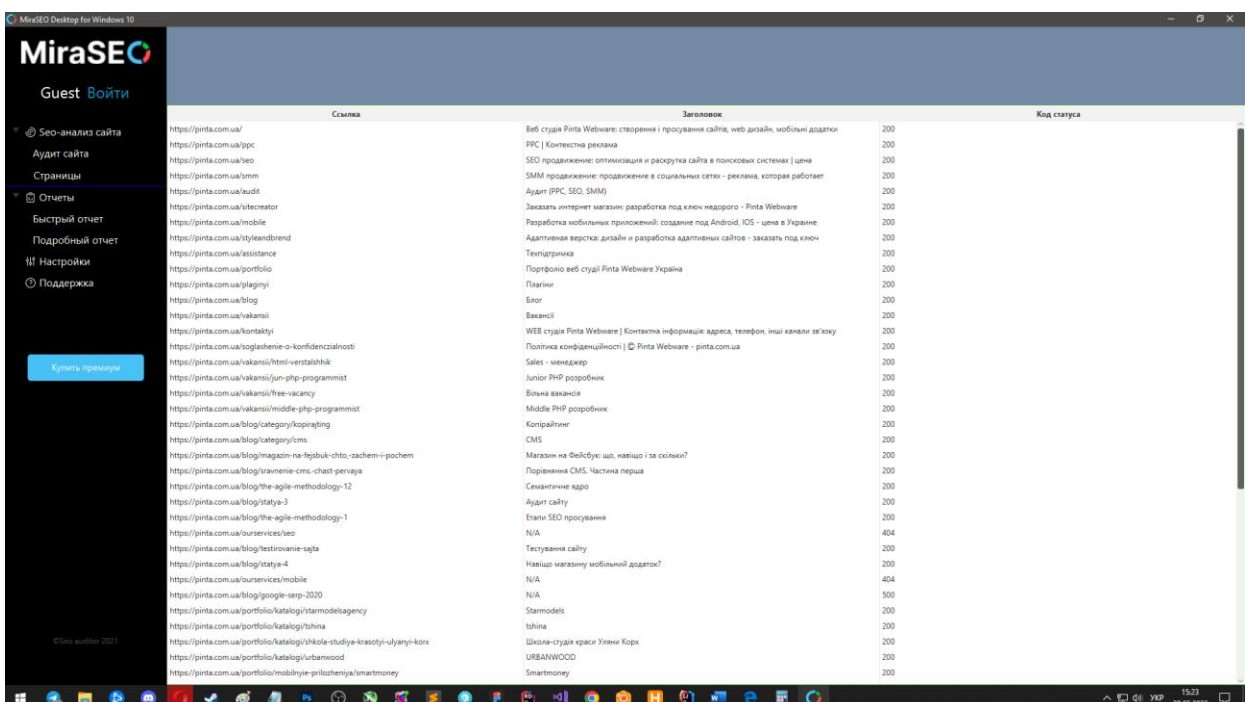 MiraSEO Desktop for Windows 10
MiraSEO
Guest Войти
Seo-анализ сайта
Аудит сайта
Страницы
Отчеты
Быстрый отчет
Подробный отчет
Настройки
Поддержка
Купить премиум
©Seo auditor 2021
Ссылка Заголовок Код статуса
https://pinta.com.ua/ Веб студія Pinta Webware: створення і просування сайтів, web дизайн, мобільні додатки 200
https://pinta.com.ua/ppc PPC | Контекстна реклама 200
https://pinta.com.ua/seo SEO продвижение: оптимизация и раскрутка сайта в поисковых системах | цена 200
https://pinta.com.ua/smm SMM продвижение: продвижение в социальных сетях - реклама, которая работает 200
https://pinta.com.ua/audit Аудит (PPC, SEO, SMM) 200
https://pinta.com.ua/sitecreator Заказать интернет магазин: разработка под ключ недорого - Pinta Webware 200
https://pinta.com.ua/mobile Разработка мобильных приложений: создание под Android, IOS - цена в Украине 200
https://pinta.com.ua/styleandbrend Адаптивная верстка: дизайн и разработка адаптивных сайтов - заказать под ключ 200
https://pinta.com.ua/assistance Техпідтримка 200
https://pinta.com.ua/portfolio Портфоліо веб студії Pinta Webware Україна 200
https://pinta.com.ua/plaginyi Плагіни 200
https://pinta.com.ua/blog Блог 200
https://pinta.com.ua/vakansii Вакансії 200
https://pinta.com.ua/kontaktyi WEB студія Pinta Webware | Контактна інформація: адреса, телефон, інші канали зв'язку 200
https://pinta.com.ua/soglashenie-o-konfidenczialnosti Політика конфіденційності | © Pinta Webware - pinta.com.ua 200
https://pinta.com.ua/vakansii/html-verstalshhik Sales - менеджер 200
https://pinta.com.ua/vakansii/jun-php-programmist Junior PHP розробник 200
https://pinta.com.ua/vakansii/free-vacancy Вільна вакансія 200
https://pinta.com.ua/vakansii/middle-php-programmist Middle PHP розробник 200
https://pinta.com.ua/blog/category/kopirajting Копірайтинг 200
https://pinta.com.ua/blog/category/cms CMS 200
https://pinta.com.ua/blog/magazin-na-fejsbuk-chto,-zachem-i-pochem Магазин на Фейсбук: що, навіщо і за скільки? 200
https://pinta.com.ua/blog/sravnenie-cms.-chast-pervaya Порівняння CMS. Частина перша 200
https://pinta.com.ua/blog/the-agile-methodology-12 Семантичне ядро 200
https://pinta.com.ua/blog/statya-3 Аудит сайту 200
https://pinta.com.ua/blog/the-agile-methodology-1 Етапи SEO просування 200
https://pinta.com.ua/ourservices/seo N/A 404
https://pinta.com.ua/blog/testirovanie-sajta Тестування сайту 200
https://pinta.com.ua/blog/statya-4 Навіщо магазину мобільний додаток? 200
https://pinta.com.ua/ourservices/mobile N/A 404
https://pinta.com.ua/blog/google-serp-2020 N/A 500
https://pinta.com.ua/portfolio/katalogi/starmodelsagency Starmodels 200
https://pinta.com.ua/portfolio/katalogi/tshina tshina 200
https://pinta.com.ua/portfolio/katalogi/shkola-studiya-krasotyi-ulyanyi-korx Школа-студія краси Уляни Корх 200
https://pinta.com.ua/portfolio/katalogi/urbanwood URBANWOOD 200
https://pinta.com.ua/portfolio/mobilnyie-prilozheniya/smartmoney Smartmoney 200
УКР 15:23